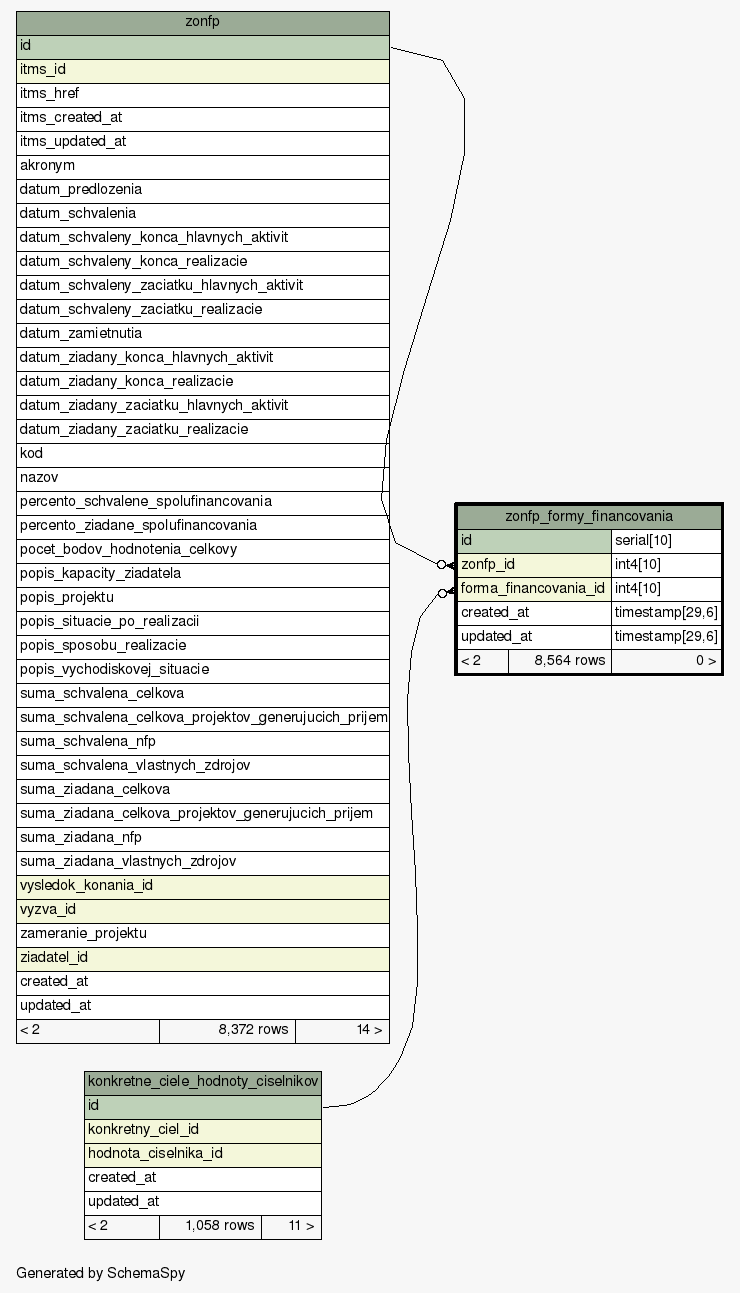 zonfp
id
itms_id
itms_href
itms_created_at
itms_updated_at
akronym
datum_predlozenia
datum_schvalenia
datum_schvaleny_konca_hlavnych_aktivit
datum_schvaleny_konca_realizacie
datum_schvaleny_zaciatku_hlavnych_aktivit
datum_schvaleny_zaciatku_realizacie
datum_zamietnutia
datum_ziadany_konca_hlavnych_aktivit
datum_ziadany_konca_realizacie
datum_ziadany_zaciatku_hlavnych_aktivit
datum_ziadany_zaciatku_realizacie
kod
nazov
percento_schvalene_spolufinancovania
percento_ziadane_spolufinancovania
pocet_bodov_hodnotenia_celkovy
popis_kapacity_ziadatela
popis_projektu
popis_situacie_po_realizacii
popis_sposobu_realizacie
popis_vychodiskovej_situacie
suma_schvalena_celkova
suma_schvalena_celkova_projektov_generujucich_prijem
suma_schvalena_nfp
suma_schvalena_vlastnych_zdrojov
suma_ziadana_celkova
suma_ziadana_celkova_projektov_generujucich_prijem
suma_ziadana_nfp
suma_ziadana_vlastnych_zdrojov
vysledok_konania_id
vyzva_id
zameranie_projektu
ziadatel_id
created_at
updated_at
< 2 8,372 rows 14 >
zonfp_formy_financovania
id serial[10]
zonfp_id int4[10]
forma_financovania_id int4[10]
created_at timestamp[29,6]
updated_at timestamp[29,6]
< 2 8,564 rows 0 >
konkretne_ciele_hodnoty_ciselnikov
id
konkretny_ciel_id
hodnota_ciselnika_id
created_at
updated_at
< 2 1,058 rows 11 >
Generated by SchemaSpy